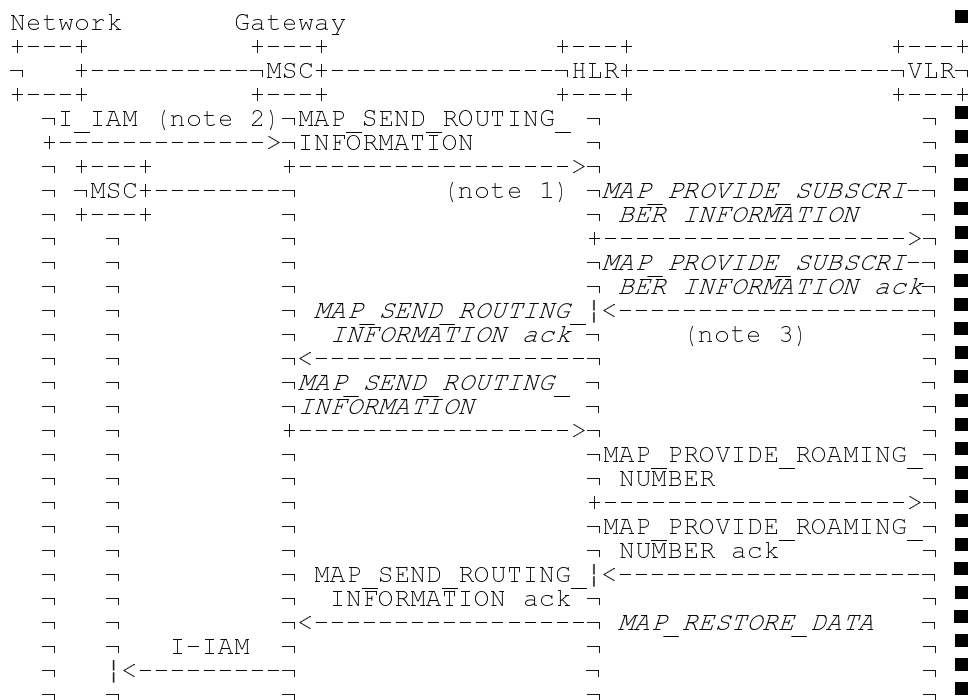 Network Gateway
+---+ +---+ +---+ +---+
¬ +-----------¬MSC+---------------¬HLR+-----------------¬VLR¬
+---+ +---+ +---+ +---+
¬I_IAM (note 2)¬MAP_SEND_ROUTING_ ¬ ¬
+------------->¬INFORMATION ¬ ¬
¬ +---+ +----------------->¬ ¬
¬ ¬MSC+---------¬ (note 1) ¬MAP_PROVIDE_SUBSCRI-¬
¬ +---+ ¬ ¬ BER INFORMATION ¬
¬ ¬ ¬ +------------------->¬
¬ ¬ ¬ ¬MAP_PROVIDE_SUBSCRI-¬
¬ ¬ ¬ ¬ BER INFORMATION ack¬
¬ ¬ ¬ MAP_SEND_ROUTING_¦<--------------------¬
¬ ¬ ¬ INFORMATION ack ¬ (note 3) ¬
¬ ¬ ¬<------------------¬ ¬
¬ ¬ ¬MAP_SEND_ROUTING_ ¬ ¬
¬ ¬ ¬INFORMATION ¬ ¬
¬ ¬ +----------------->¬ ¬
¬ ¬ ¬ ¬MAP_PROVIDE_ROAMING_¬
¬ ¬ ¬ ¬ NUMBER ¬
¬ ¬ ¬ +------------------->¬
¬ ¬ ¬ ¬MAP_PROVIDE_ROAMING_¬
¬ ¬ ¬ ¬ NUMBER ack ¬
¬ ¬ ¬ MAP_SEND_ROUTING_¦<--------------------¬
¬ ¬ ¬ INFORMATION ack ¬ ¬
¬ ¬ ¬<------------------¬ MAP_RESTORE_DATA ¬
¬ ¬ I-IAM ¬ ¬ ¬
¬ ¦<----------¬ ¬ ¬
¬ ¬ ¬ ¬ ¬